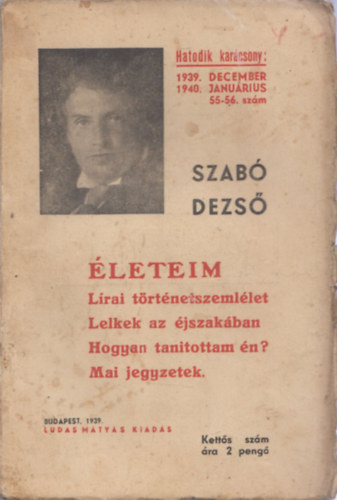 Hatodik karácsony:
1939. DECEMBER
1940. JANUÁRIUS
55-56. szám
SZABÓ
DEZSŐ
ÉLETEIM
Lirai történetszemlélet
Lelkek az éjszakában
Hogyan tanitottam én?
Mai jegyzetek.
BUDAPEST, 1939.
LUDAS MÁTYÁS KIADÁS
Kettős szám
ára 2 pengő